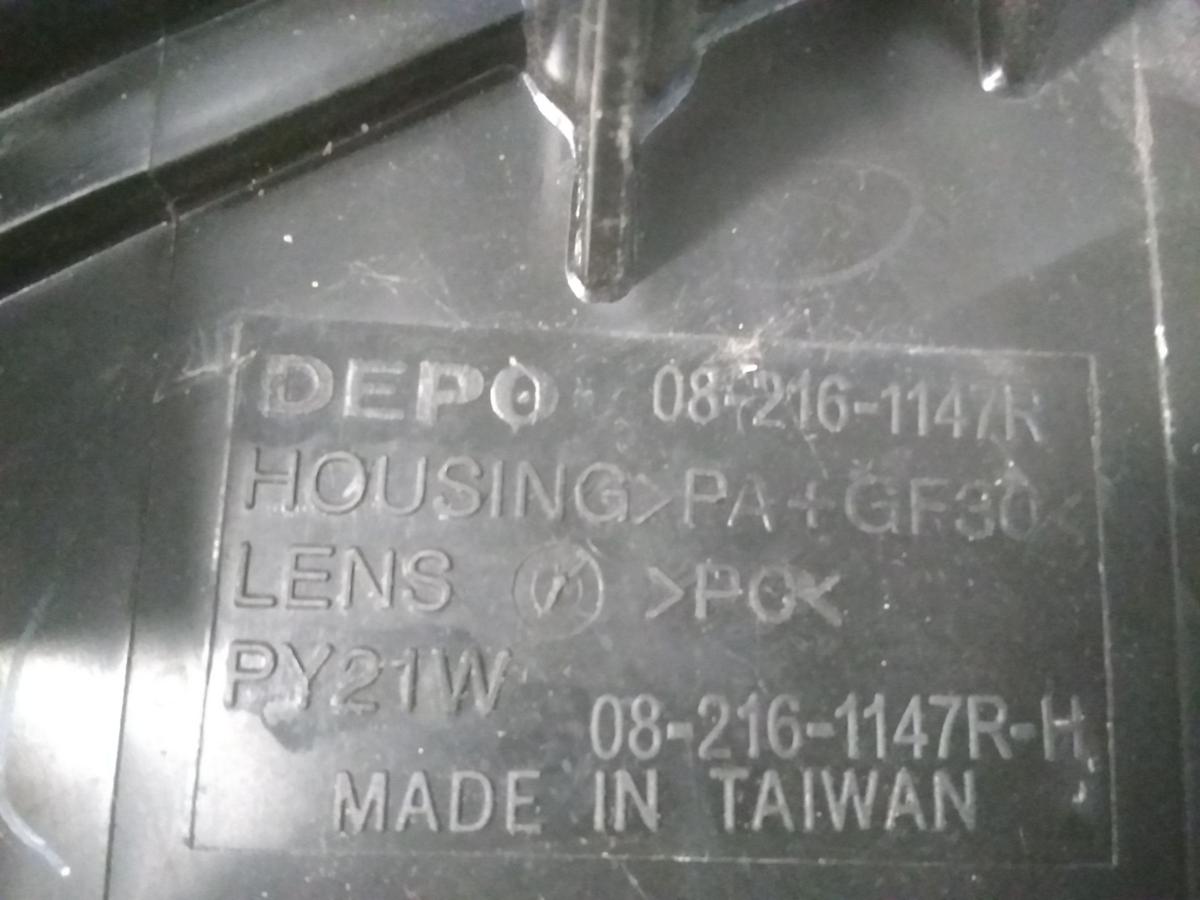 DEPO 08-216-1147R
HOUSING>PA+GF30<
LENS >PC<
PY21W
08-216-1147R-H
MADE IN TAIWAN